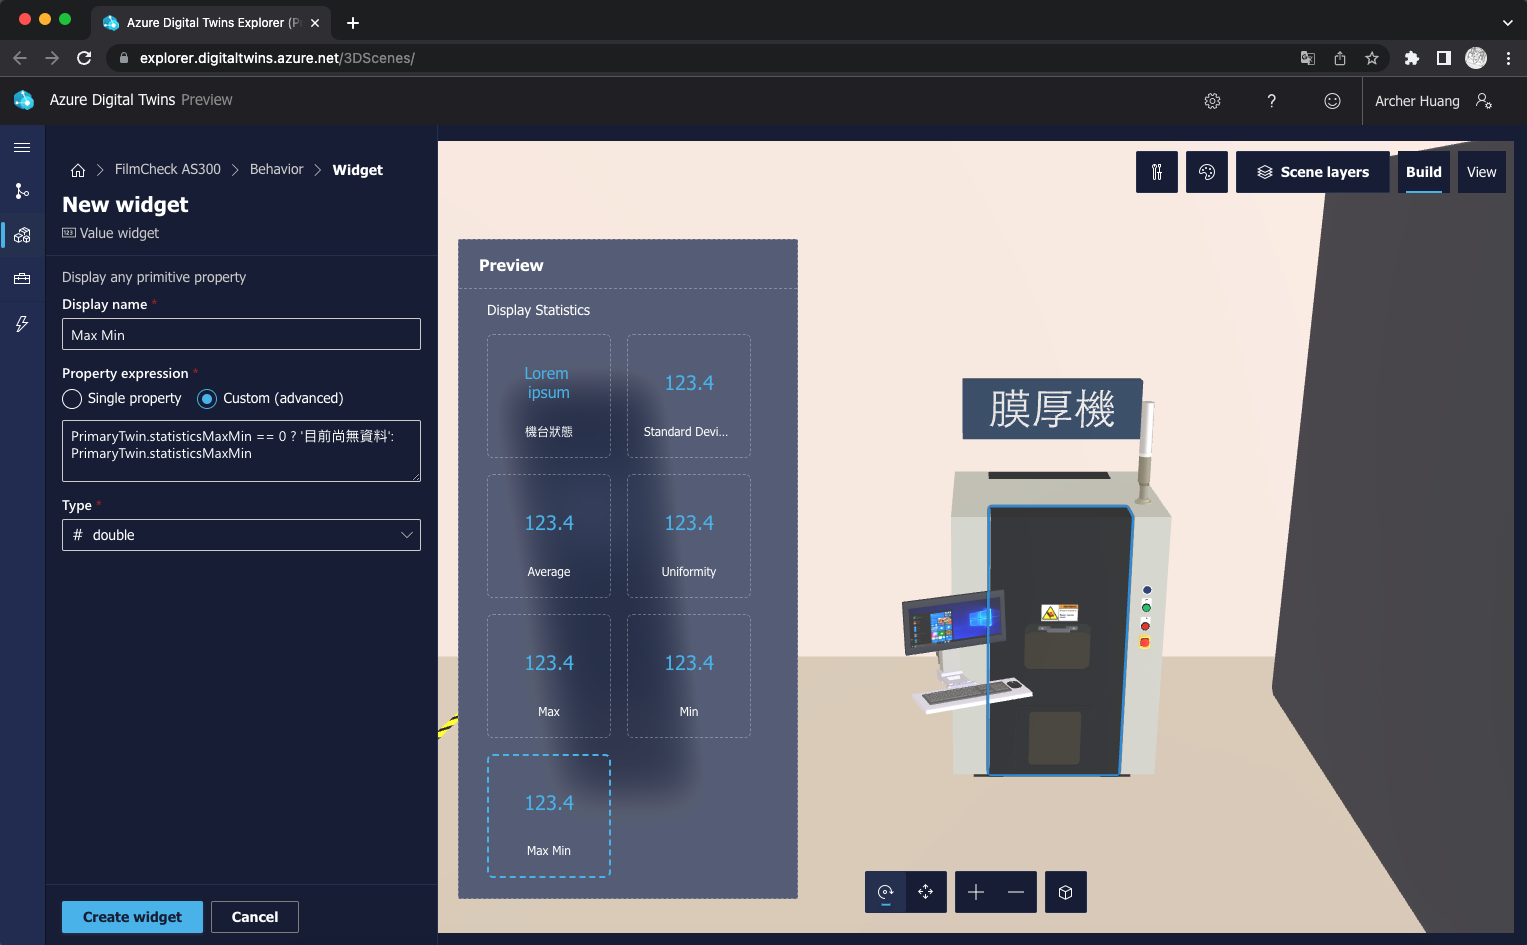 Azure Digital Twins Explorer (P
explorer.digitaltwins.azure.net/3DScenes/
Azure Digital Twins Preview
Archer Huang
FilmCheck AS300 > Behavior > Widget
New widget
Value widget
Display any primitive property
Display name *
Max Min
Property expression *
Single property
Custom (advanced)
PrimaryTwin.statisticsMaxMin == 0 ? '目前尚無資料':
PrimaryTwin.statisticsMaxMin
Type *
# double
Create widget
Cancel
Scene layers
Build
View
Preview
Display Statistics
Lorem
ipsum
機台狀態
123.4
Standard Devi...
123.4
Average
123.4
Uniformity
123.4
Max
123.4
Min
123.4
Max Min
膜厚機